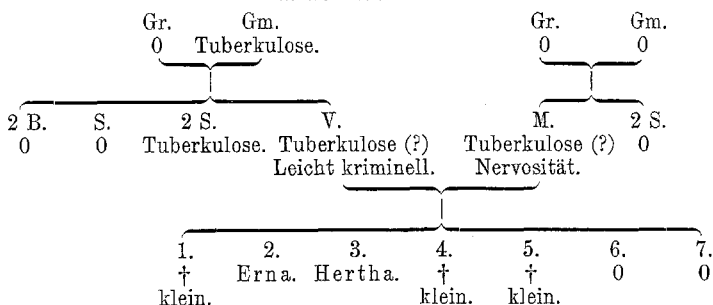 Gr. Gm. Gr. Gm.
0 Tuberkulose. 0 0
2 B. S. 2 S. V. M. 2 S.
0 0 Tuberkulose. Tuberkulose (?) Tuberkulose (?) 0
Leicht kriminell. Nervosität.
1. 2. 3. 4. 5. 6. 7.
† Erna. Hertha. † † 0 0
klein. klein. klein.